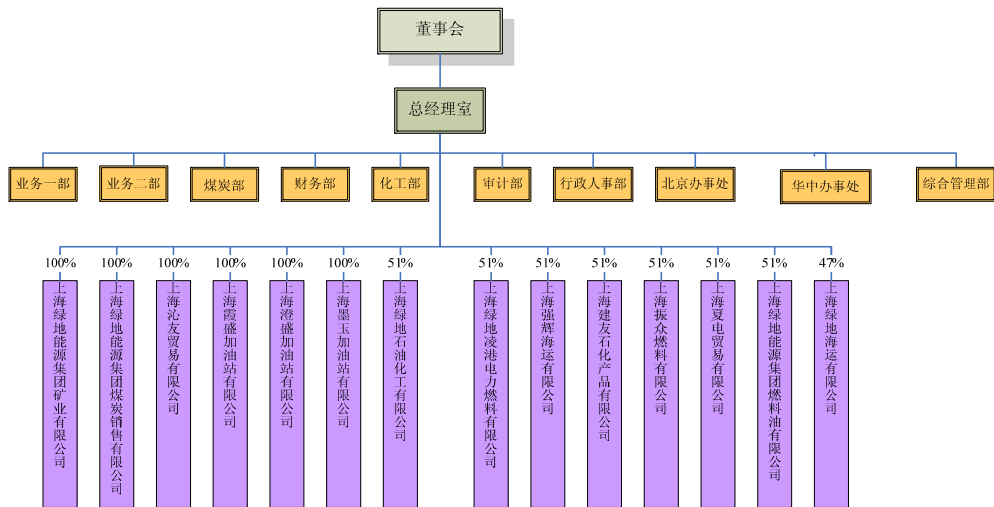 董事会
总经理室
业务一部
业务二部
煤炭部
财务部
化工部
审计部
行政人事部
北京办事处
华中办事处
综合管理部
100%
100%
100%
100%
100%
100%
51%
51%
51%
51%
51%
51%
51%
47%
上海绿地能源集团矿业有限公司
上海绿地能源集团煤炭销售有限公司
上海沁友贸易有限公司
上海霞盛加油站有限公司
上海澄盛加油站有限公司
上海墨玉加油站有限公司
上海绿地石油化工有限公司
上海绿地凌港电力燃料有限公司
上海强辉海运有限公司
上海建友石化产品有限公司
上海振众燃料有限公司
上海夏电贸易有限公司
上海绿地能源集团燃料油有限公司
上海绿地海运有限公司